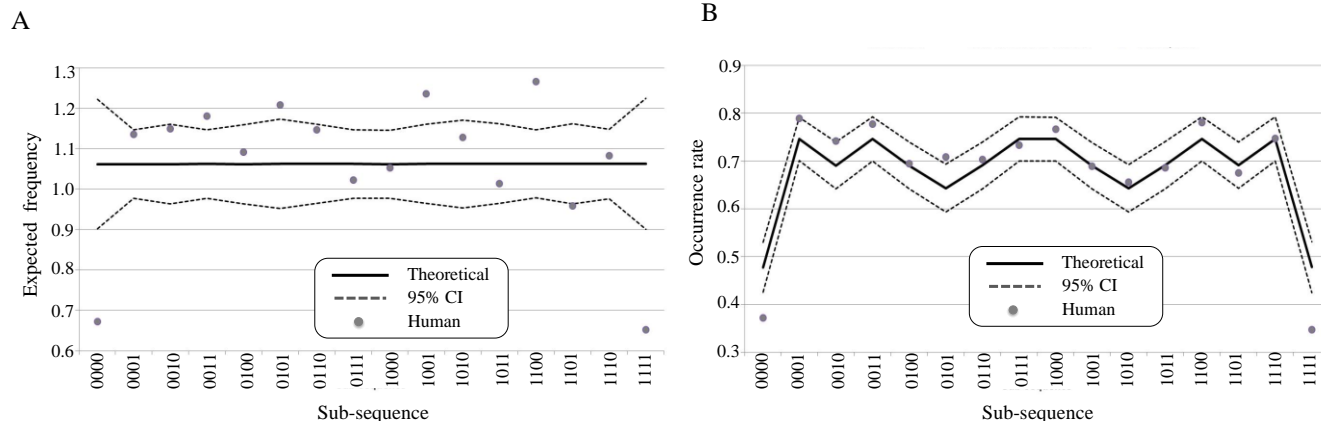 A
1.3
1.2
1.1
1.0
0.9
0.8
0.7
0.6
Expected frequency
Theoretical
95% CI
Human
0000 0001 0010 0011 0100 0101 0110 0111 1000 1001 1010 1011 1100 1101 1110 1111
Sub-sequence
B
0.9
0.8
0.7
0.6
0.5
0.4
0.3
Occurrence rate
Theoretical
95% CI
Human
0000 0001 0010 0011 0100 0101 0110 0111 1000 1001 1010 1011 1100 1101 1110 1111
Sub-sequence